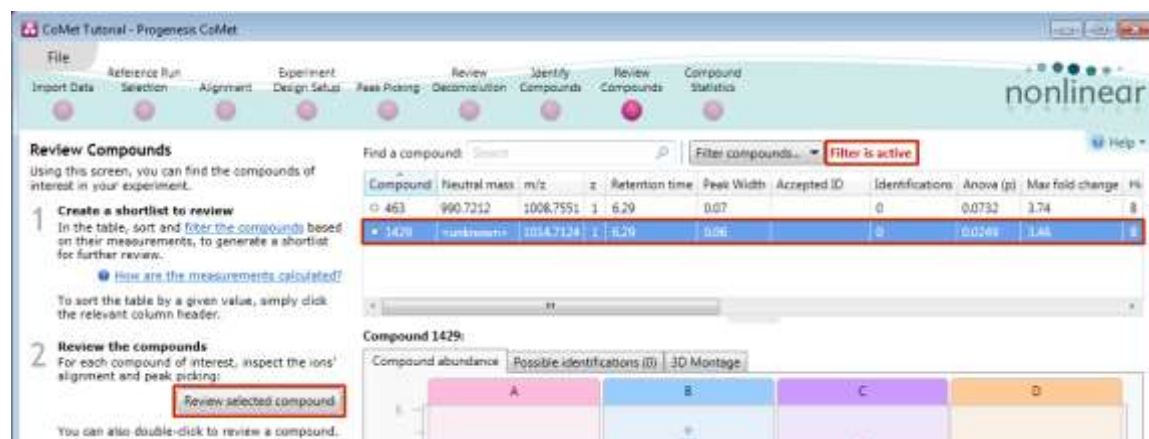 CoMet Tutorial - Progenesis CoMet
File
Import Data
Reference Run Selection
Alignment
Experiment Design Setup
Peak Picking
Review Deconvolution
Identify Compounds
Review Compounds
Compound Statistics
nonlinear
Help
Review Compounds
Using this screen, you can find the compounds of
interest in your experiment.
1 Create a shortlist to review
In the table, sort and filter the compounds based
on their measurements, to generate a shortlist
for further review.
How are the measurements calculated?
To sort the table by a given value, simply click
the relevant column header.
2 Review the compounds
For each compound of interest, inspect the ions'
alignment and peak picking:
Review selected compound
You can also double-click to review a compound.
Find a compound: Search
Filter compounds... Filter is active
Compound Neutral mass m/z z Retention time Peak Width Accepted ID Identifications Anova (p) Max fold change
463 990.7212 1008.7551 1 6.29 0.07 0 0.0732 3.74
1429 <unknown> 1014.7124 1 6.29 0.06 0 0.0249 3.46
Compound 1429:
Compound abundance Possible identifications (0) 3D Montage
A B C D